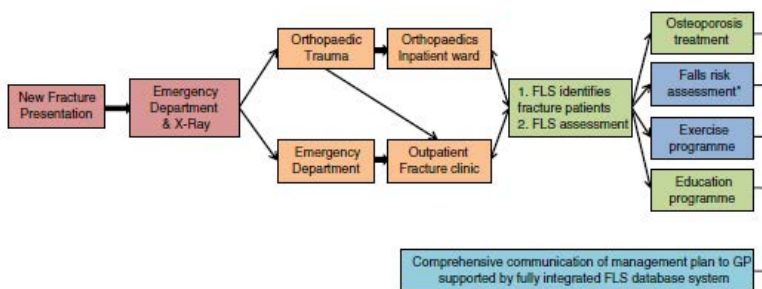 New Fracture
Presentation
Emergency
Department
& X-Ray
Orthopaedic
Trauma
Orthopaedics
Inpatient ward
Emergency
Department
Outpatient
Fracture clinic
1. FLS identifies
fracture patients
2. FLS assessment
Osteoporosis
treatment
Falls risk
assessment*
Exercise
programme
Education
programme
Comprehensive communication of management plan to GP
supported by fully integrated FLS database system